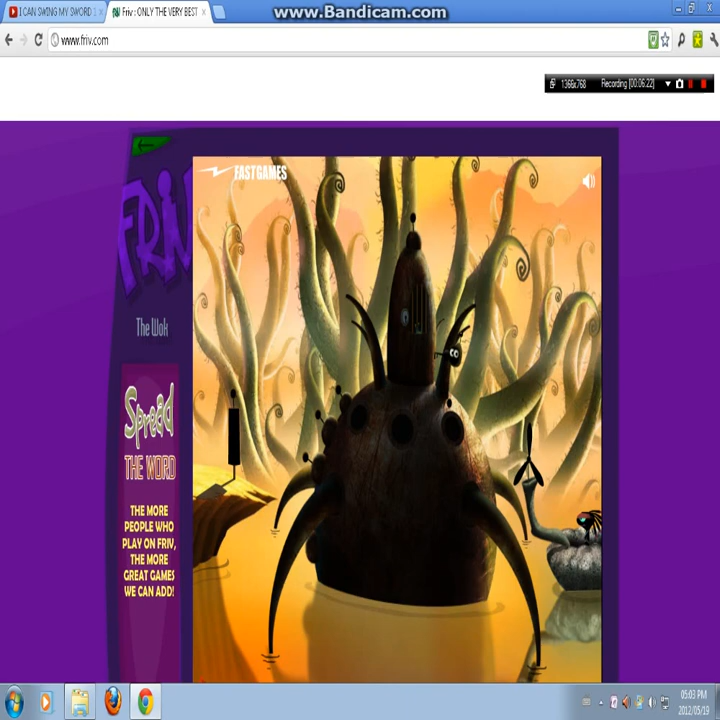 www.Bandicam.com
I CAN SWING MY SWORD
Friv : ONLY THE VERY BEST
www.friv.com
1366x768 Recording [00:06:22]
FASTGAMES
FRIV
The Wok
Spread
THE WORD
THE MORE
PEOPLE WHO
PLAY ON FRIV,
THE MORE
GREAT GAMES
WE CAN ADD!
05:03 PM
2012/05/19